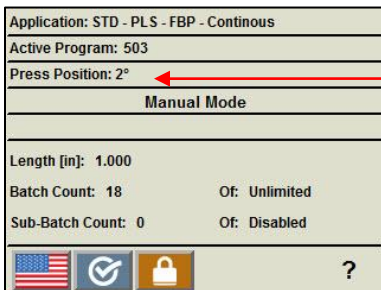 Application: STD - PLS - FBP - Continous
Active Program: 503
Press Position: 2°
Manual Mode
Length [in]: 1.000
Batch Count: 18 Of: Unlimited
Sub-Batch Count: 0 Of: Disabled
?